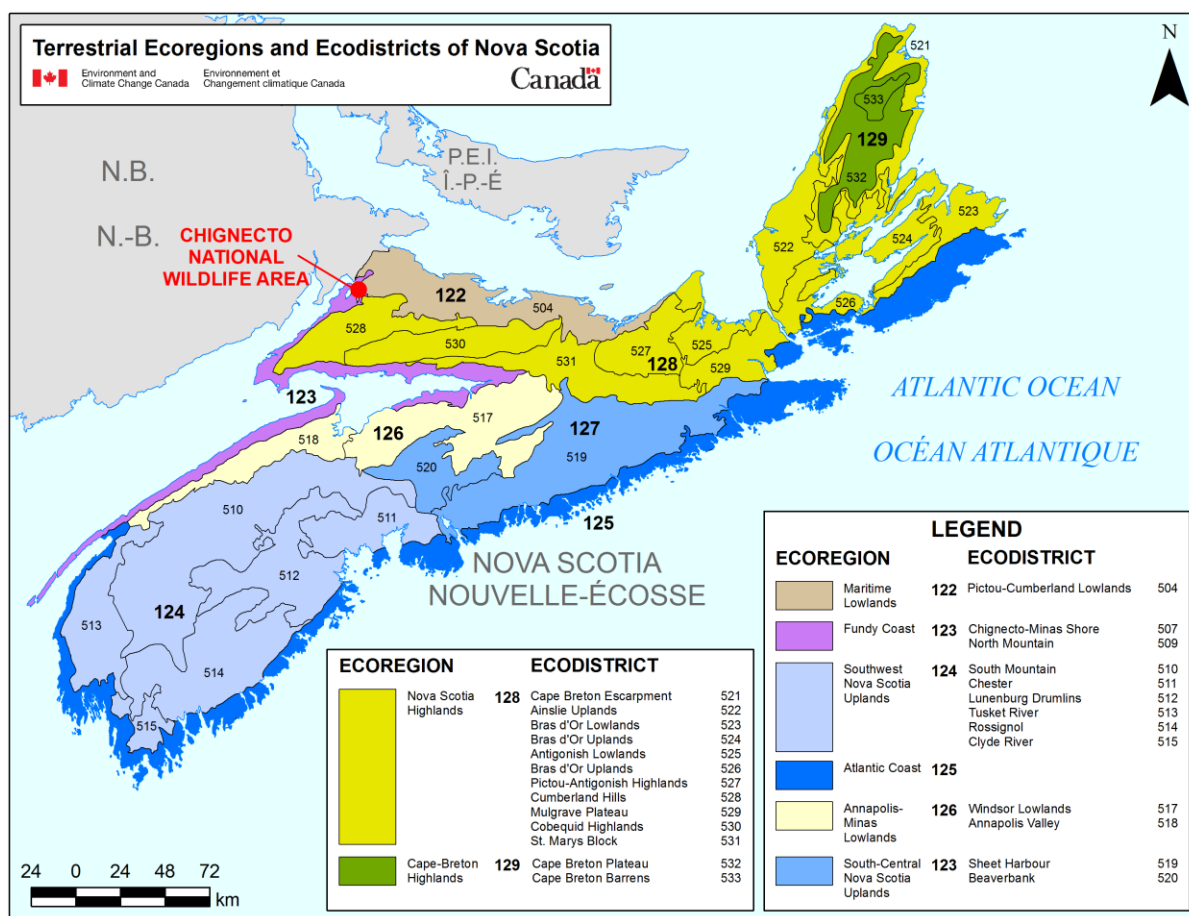 Terrestrial Ecoregions and Ecodistricts of Nova Scotia
Environment and Climate Change Canada
Environnement et Changement climatique Canada
Canada
N
N.B.
N.-B.
P.E.I.
Î.-P.-É
CHIGNECTO
NATIONAL
WILDLIFE AREA
521
533
129
532
523
522
524
526
122
504
528
530
531
527
128
525
529
123
517
126
518
127
519
520
ATLANTIC OCEAN
OCÉAN ATLANTIQUE
510
511
125
512
124
513
514
515
NOVA SCOTIA
NOUVELLE-ÉCOSSE
24 0 24 48 72
km
ECOREGION ECODISTRICT
Nova Scotia Highlands 128 Cape Breton Escarpment 521
Ainslie Uplands 522
Bras d'Or Lowlands 523
Bras d'Or Uplands 524
Antigonish Lowlands 525
Bras d'Or Uplands 526
Pictou-Antigonish Highlands 527
Cumberland Hills 528
Mulgrave Plateau 529
Cobequid Highlands 530
St. Marys Block 531
Cape-Breton Highlands 129 Cape Breton Plateau 532
Cape Breton Barrens 533
LEGEND
ECOREGION ECODISTRICT
Maritime Lowlands 122 Pictou-Cumberland Lowlands 504
Fundy Coast 123 Chignecto-Minas Shore 507
North Mountain 509
Southwest Nova Scotia Uplands 124 South Mountain 510
Chester 511
Lunenburg Drumlins 512
Tusket River 513
Rossignol 514
Clyde River 515
Atlantic Coast 125
Annapolis-Minas Lowlands 126 Windsor Lowlands 517
Annapolis Valley 518
South-Central Nova Scotia Uplands 123 Sheet Harbour 519
Beaverbank 520